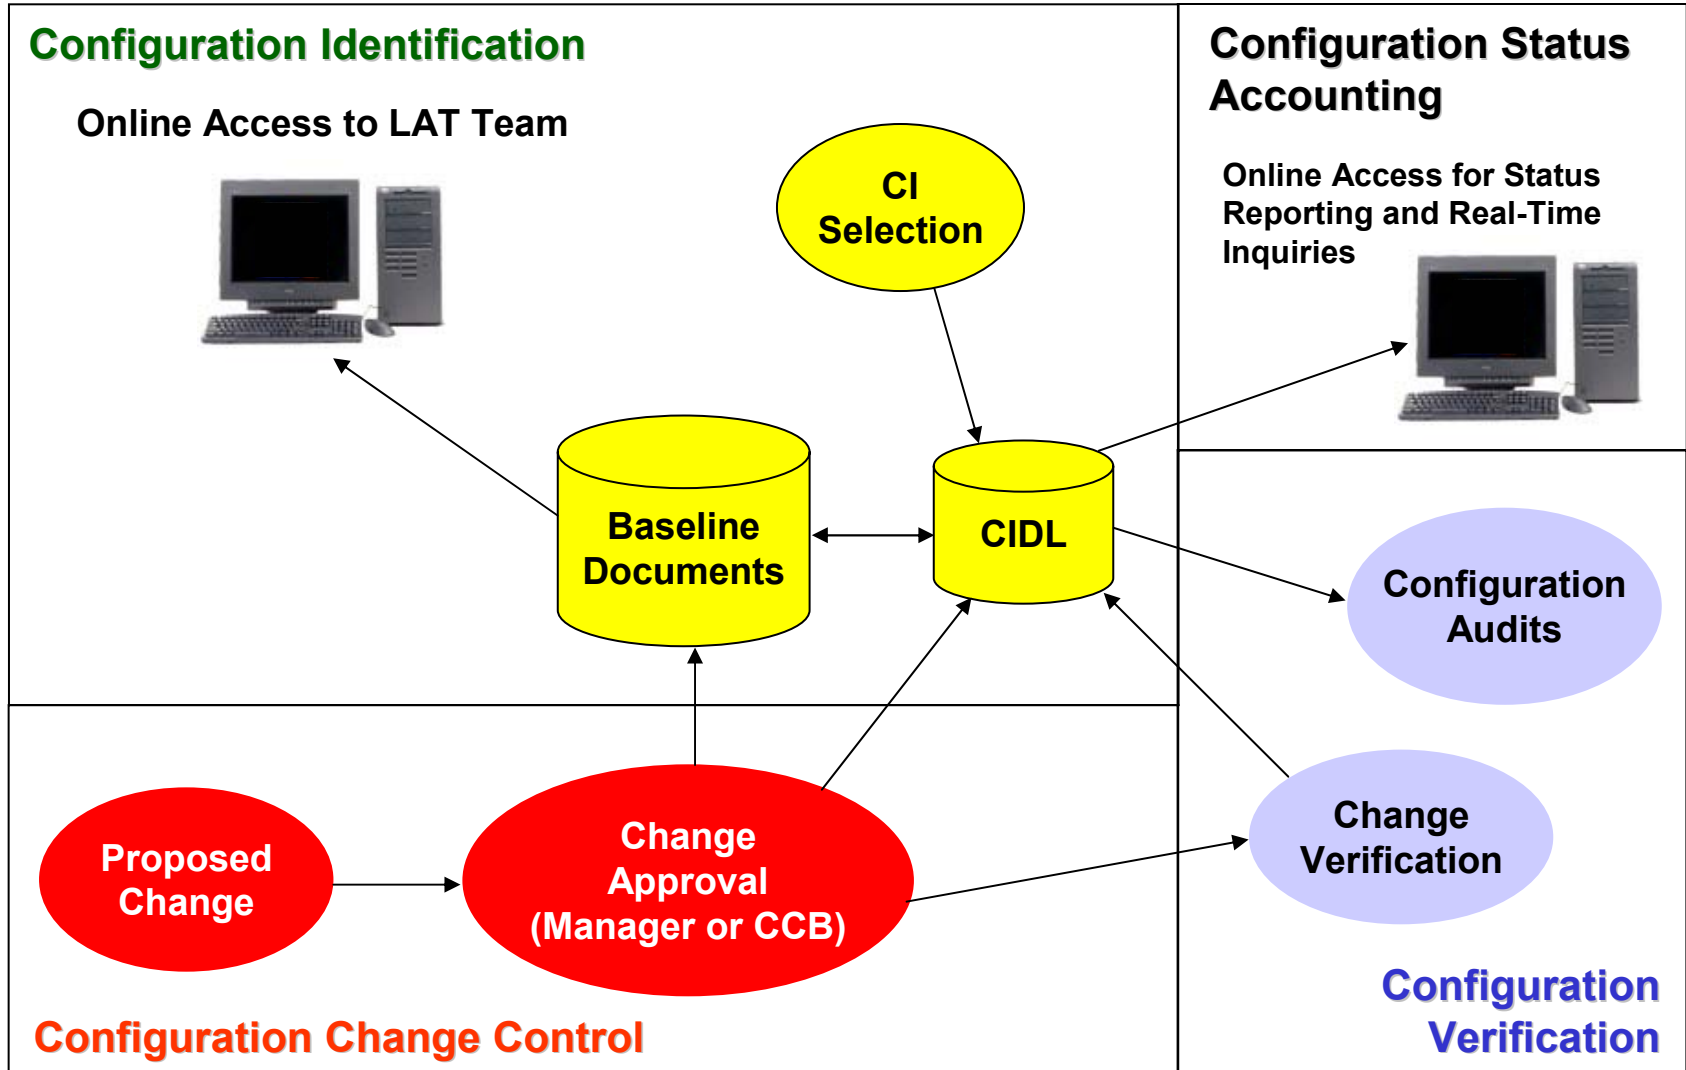 Configuration Identification
Online Access to LAT Team
CI
Selection
Baseline
Documents
CIDL
Configuration Status
Accounting
Online Access for Status
Reporting and Real-Time
Inquiries
Configuration
Audits
Change
Verification
Configuration
Verification
Proposed
Change
Change
Approval
(Manager or CCB)
Configuration Change Control